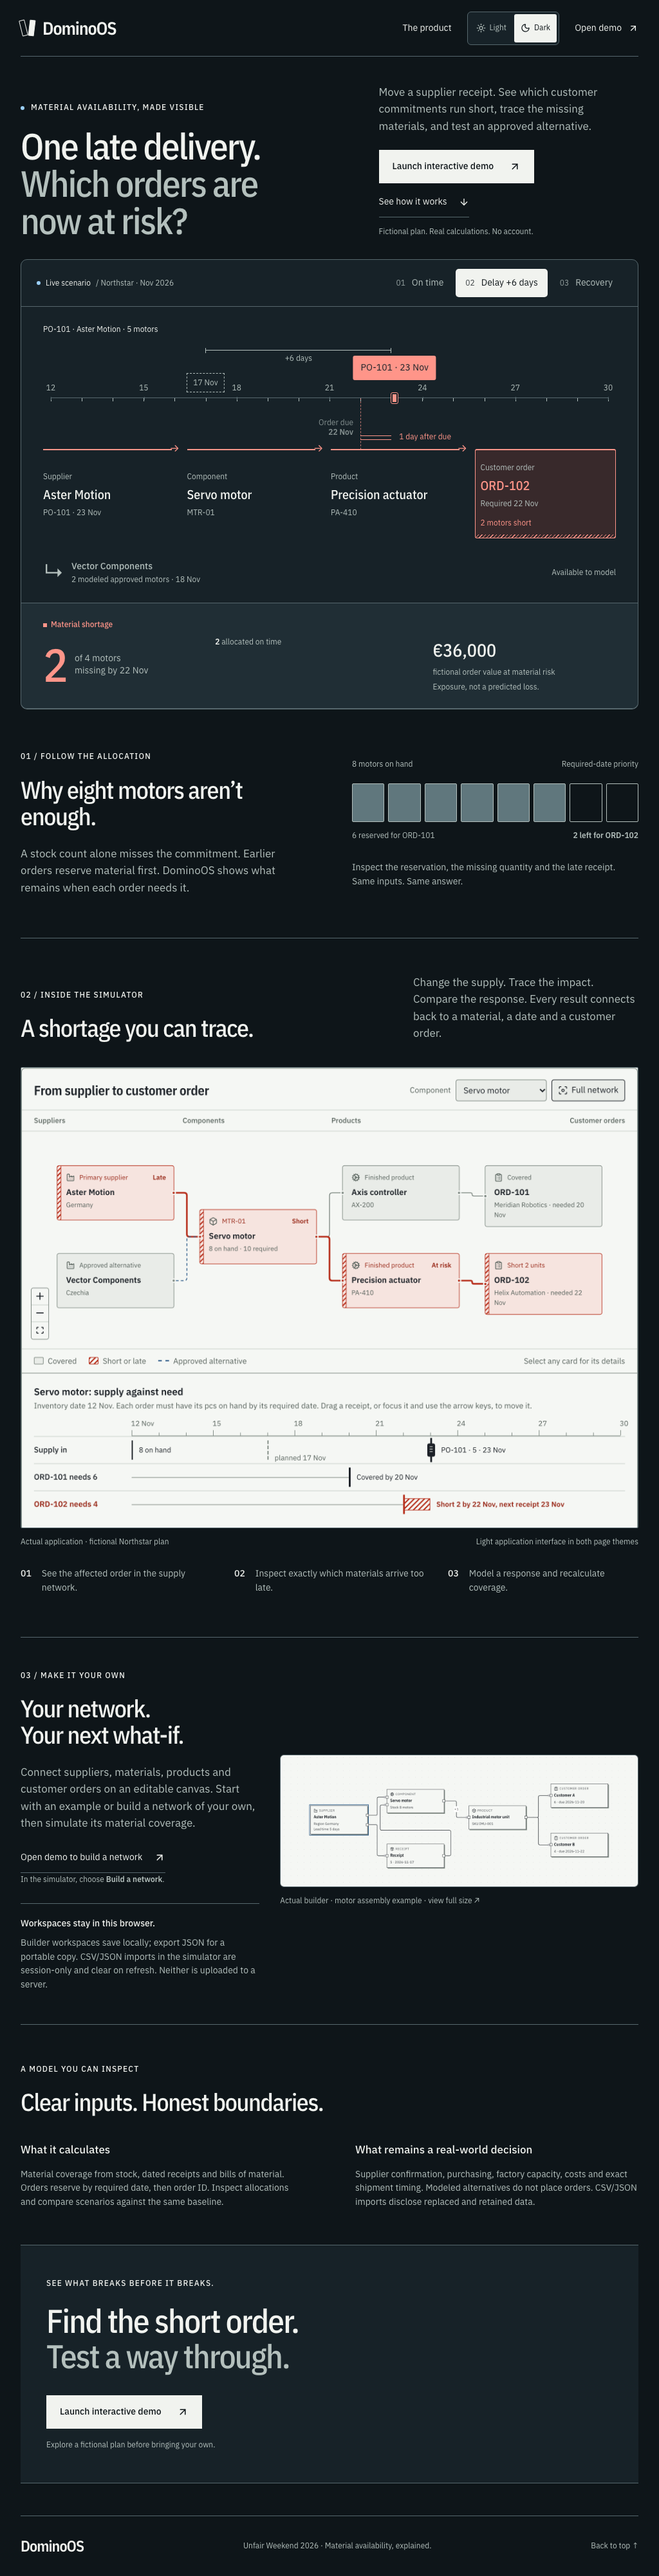 DominoOS
The product
Light
Dark
Open demo ↗
MATERIAL AVAILABILITY, MADE VISIBLE
One late delivery.
Which orders are
now at risk?
Move a supplier receipt. See which customer
commitments run short, trace the missing
materials, and test an approved alternative.
Launch interactive demo ↗
See how it works ↓
Fictional plan. Real calculations. No account.
Live scenario / Northstar · Nov 2026
01 On time
02 Delay +6 days
03 Recovery
PO-101 · Aster Motion · 5 motors
+6 days
PO-101 · 23 Nov
17 Nov
12 15 18 21 24 27 30
Order due
22 Nov
1 day after due
Supplier
Aster Motion
PO-101 · 23 Nov
Component
Servo motor
MTR-01
Product
Precision actuator
PA-410
Customer order
ORD-102
Required 22 Nov
2 motors short
Vector Components
2 modeled approved motors · 18 Nov
Available to model
Material shortage
2 of 4 motors
missing by 22 Nov
2 allocated on time
€36,000
fictional order value at material risk
Exposure, not a predicted loss.
01 / FOLLOW THE ALLOCATION
Why eight motors aren’t
enough.
A stock count alone misses the commitment. Earlier
orders reserve material first. DominoOS shows what
remains when each order needs it.
8 motors on hand
Required-date priority
6 reserved for ORD-101
2 left for ORD-102
Inspect the reservation, the missing quantity and the late receipt.
Same inputs. Same answer.
02 / INSIDE THE SIMULATOR
A shortage you can trace.
Change the supply. Trace the impact.
Compare the response. Every result connects
back to a material, a date and a customer
order.
From supplier to customer order
Component
Servo motor
Full network
Suppliers
Components
Products
Customer orders
Primary supplier Late
Aster Motion
Germany
MTR-01 Short
Servo motor
8 on hand · 10 required
Finished product
Axis controller
AX-200
Covered
ORD-101
Meridian Robotics · needed 20
Nov
Approved alternative
Vector Components
Czechia
Finished product At risk
Precision actuator
PA-410
Short 2 units
ORD-102
Helix Automation · needed 22
Nov
Covered
Short or late
Approved alternative
Select any card for its details
Servo motor: supply against need
Inventory date 12 Nov. Each order must have its pcs on hand by its required date. Drag a receipt, or focus it and use the arrow keys, to move it.
12 Nov 15 18 21 24 27 30
Supply in
8 on hand
planned 17 Nov
PO-101 · 5 · 23 Nov
ORD-101 needs 6
Covered by 20 Nov
ORD-102 needs 4
Short 2 by 22 Nov, next receipt 23 Nov
Actual application · fictional Northstar plan
Light application interface in both page themes
01 See the affected order in the supply
network.
02 Inspect exactly which materials arrive too
late.
03 Model a response and recalculate
coverage.
03 / MAKE IT YOUR OWN
Your network.
Your next what-if.
Connect suppliers, materials, products and
customer orders on an editable canvas. Start
with an example or build a network of your own,
then simulate its material coverage.
Open demo to build a network ↗
In the simulator, choose Build a network.
Workspaces stay in this browser.
Builder workspaces save locally; export JSON for a
portable copy. CSV/JSON imports in the simulator are
session-only and clear on refresh. Neither is uploaded to a
server.
SUPPLIER
Aster Motion
COMPONENT
Servo motor
RECEIPT
Receipt
PRODUCT
Industrial motor unit
CUSTOMER ORDER
Customer A
CUSTOMER ORDER
Customer B
Actual builder · motor assembly example · view full size ↗
A MODEL YOU CAN INSPECT
Clear inputs. Honest boundaries.
What it calculates
Material coverage from stock, dated receipts and bills of material.
Orders reserve by required date, then order ID. Inspect allocations
and compare scenarios against the same baseline.
What remains a real-world decision
Supplier confirmation, purchasing, factory capacity, costs and exact
shipment timing. Modeled alternatives do not place orders. CSV/JSON
imports disclose replaced and retained data.
SEE WHAT BREAKS BEFORE IT BREAKS.
Find the short order.
Test a way through.
Launch interactive demo ↗
Explore a fictional plan before bringing your own.
DominoOS
Unfair Weekend 2026 · Material availability, explained.
Back to top ↑